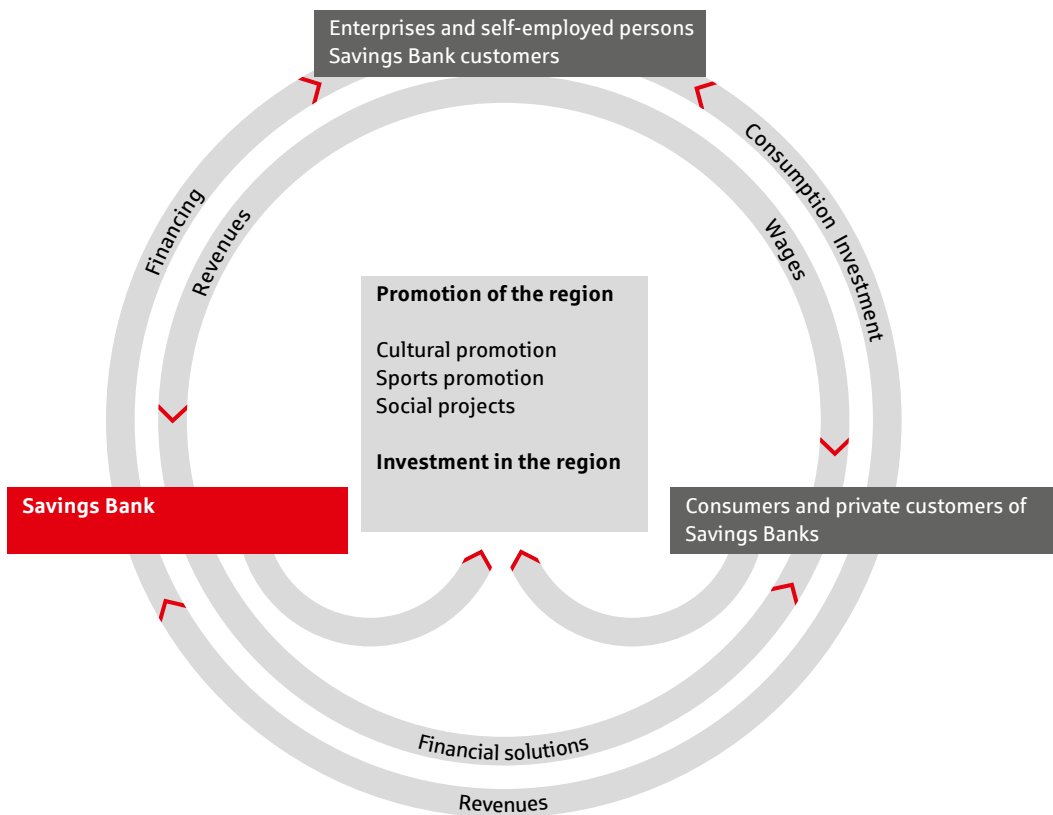 Enterprises and self-employed persons
Savings Bank customers
Financing
Revenues
Consumption Investment
Wages
Promotion of the region
Cultural promotion
Sports promotion
Social projects
Investment in the region
Savings Bank
Consumers and private customers of
Savings Banks
Financial solutions
Revenues